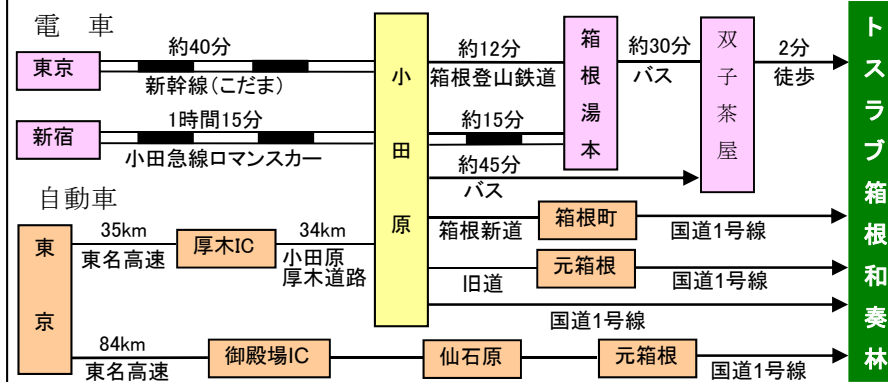 電　車
東京
約40分
新幹線(こだま)
新宿
1時間15分
小田急線ロマンスカー
小田原
約12分
箱根登山鉄道
約15分
箱根湯本
約30分
バス
約45分
バス
双子茶屋
2分
徒歩
自動車
東京
35km
東名高速
厚木IC
34km
小田原
厚木道路
箱根新道
箱根町
国道1号線
旧道
元箱根
国道1号線
国道1号線
84km
東名高速
御殿場IC
仙石原
元箱根
国道1号線
トスラブ箱根和奏林